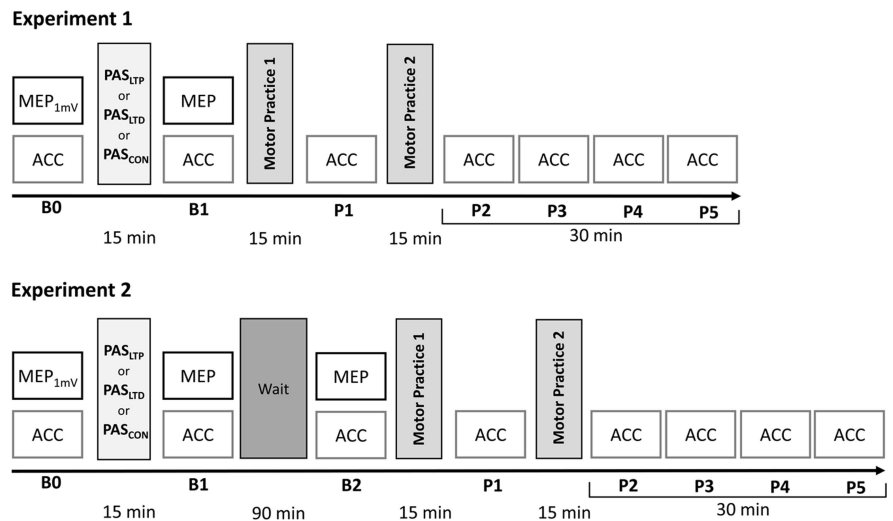 Experiment 1
MEP1mV
PASLTP
or
PASLTD
or
PASCON
MEP
Motor Practice 1
Motor Practice 2
ACC
ACC
ACC
ACC
ACC
ACC
ACC
B0
B1
P1
P2
P3
P4
P5
15 min
15 min
15 min
30 min
Experiment 2
MEP1mV
PASLTP
or
PASLTD
or
PASCON
MEP
Wait
MEP
Motor Practice 1
Motor Practice 2
ACC
ACC
ACC
ACC
ACC
ACC
ACC
ACC
B0
B1
B2
P1
P2
P3
P4
P5
15 min
90 min
15 min
15 min
30 min